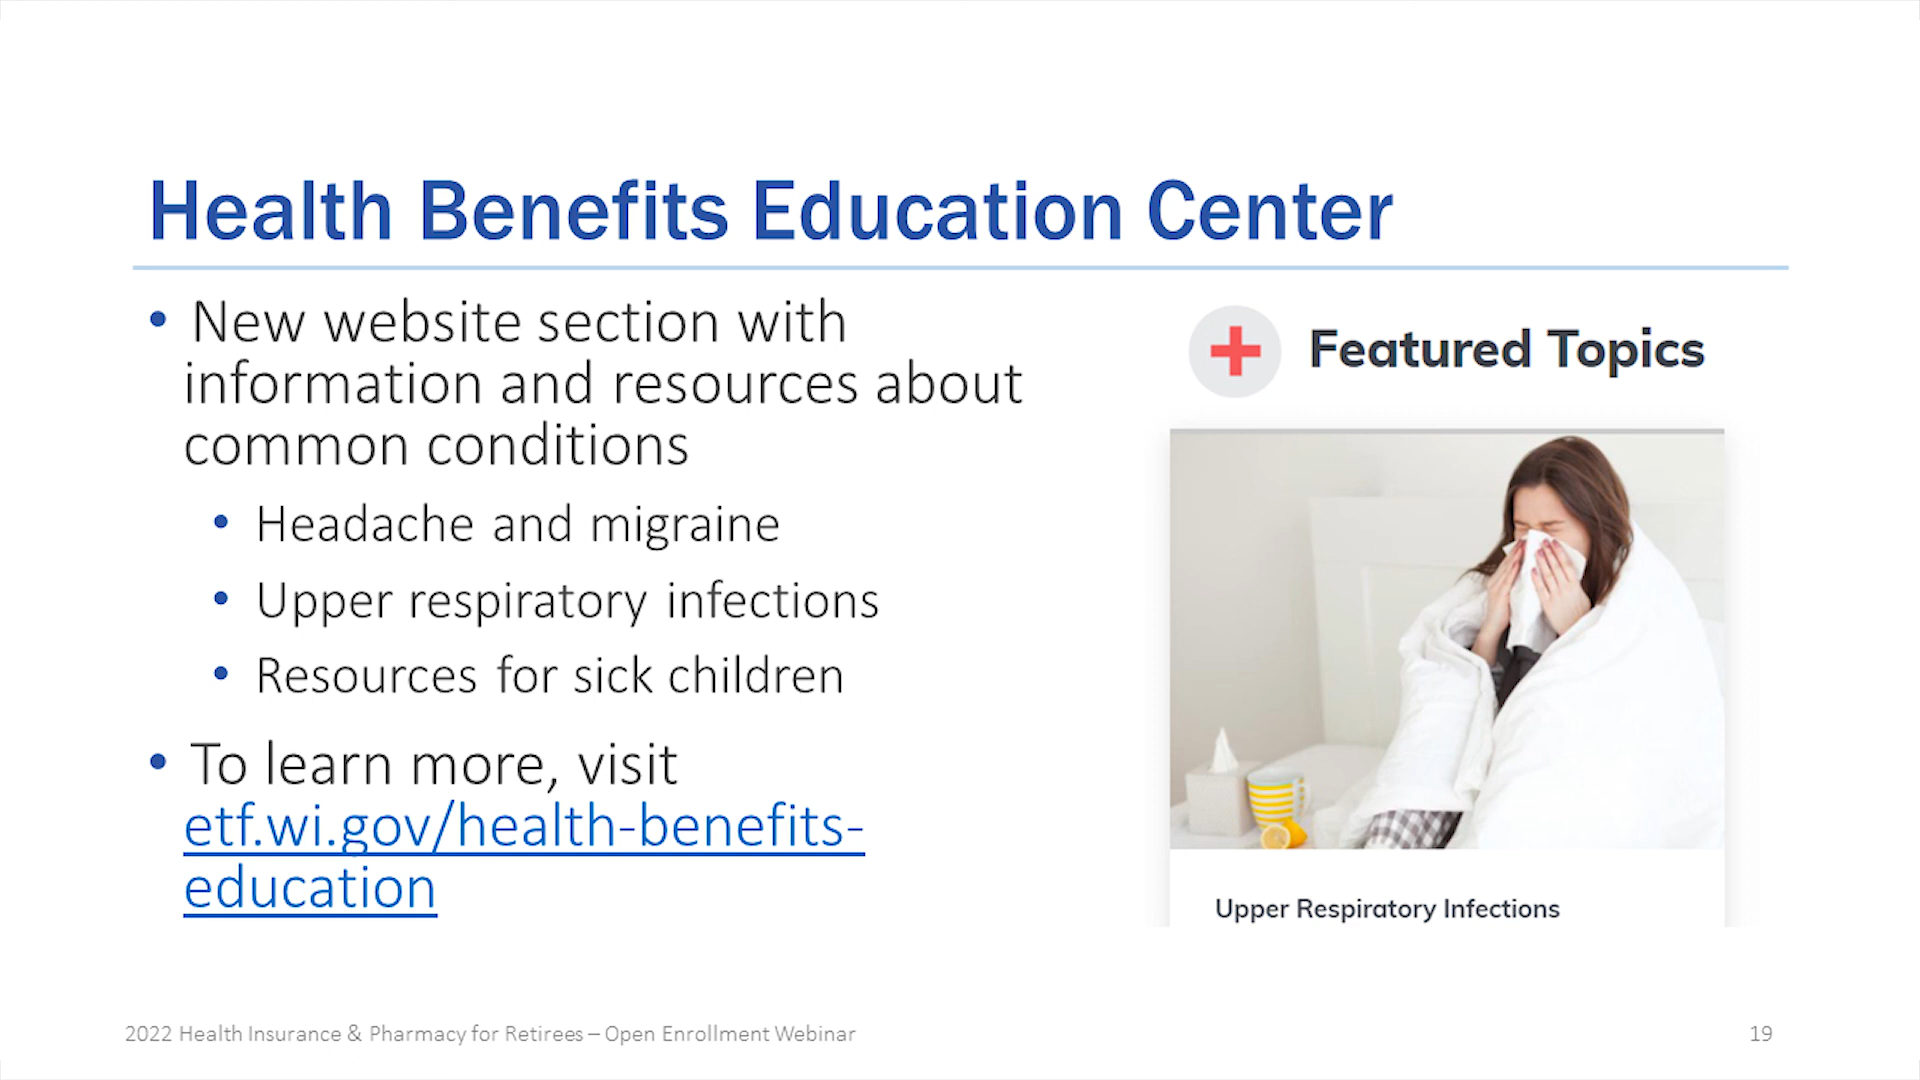 Health Benefits Education Center
• New website section with
information and resources about
common conditions
• Headache and migraine
• Upper respiratory infections
• Resources for sick children
• To learn more, visit
etf.wi.gov/health-benefits-
education
Featured Topics
Upper Respiratory Infections
2022 Health Insurance & Pharmacy for Retirees – Open Enrollment Webinar
19